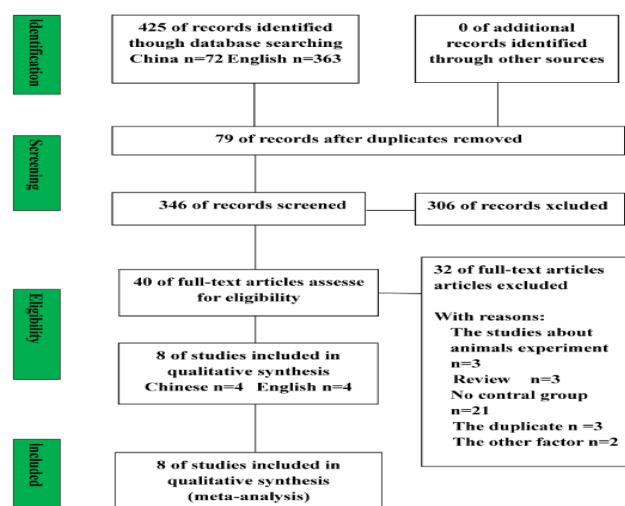 Identification
425 of records identified
though database searching
China n=72 English n=363
0 of additional
records identified
through other sources
Screening
79 of records after duplicates removed
346 of records screened
306 of records xcluded
Eligibility
40 of full-text articles assesse
for eligibility
32 of full-text articles
articles excluded
With reasons:
The studies about
animals experiment
n=3
Review n=3
No contral group
n=21
The duplicate n =3
The other factor n=2
8 of studies included in
qualitative synthesis
Chinese n=4 English n=4
Included
8 of studies included in
qualitative synthesis
(meta-analysis)